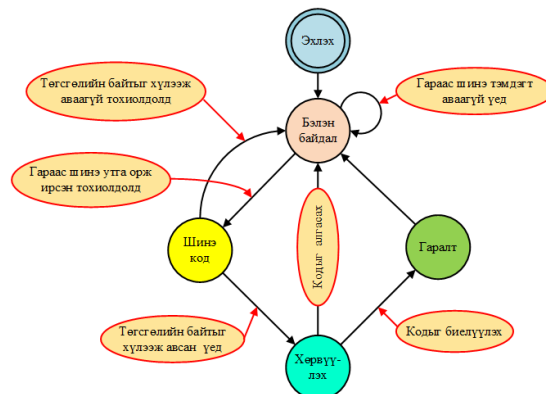 Эхлэх
Төгсгөлийн байтыг хүлээж
аваагүй тохиолдолд
Гараас шинэ тэмдэгт
аваагүй үед
Бэлэн
байдал
Гараас шинэ утга орж
ирсэн тохиолдолд
Шинэ
код
Кодыг алгасах
Гаралт
Төгсгөлийн байтыг
хүлээж авсан үед
Кодыг биелүүлэх
Хөрвүү-
лэх